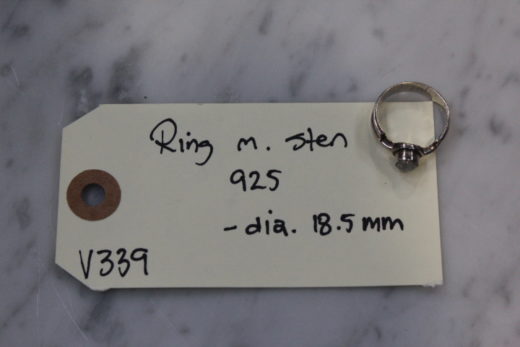 Ring m. sten
925
- dia. 18.5 mm
V339